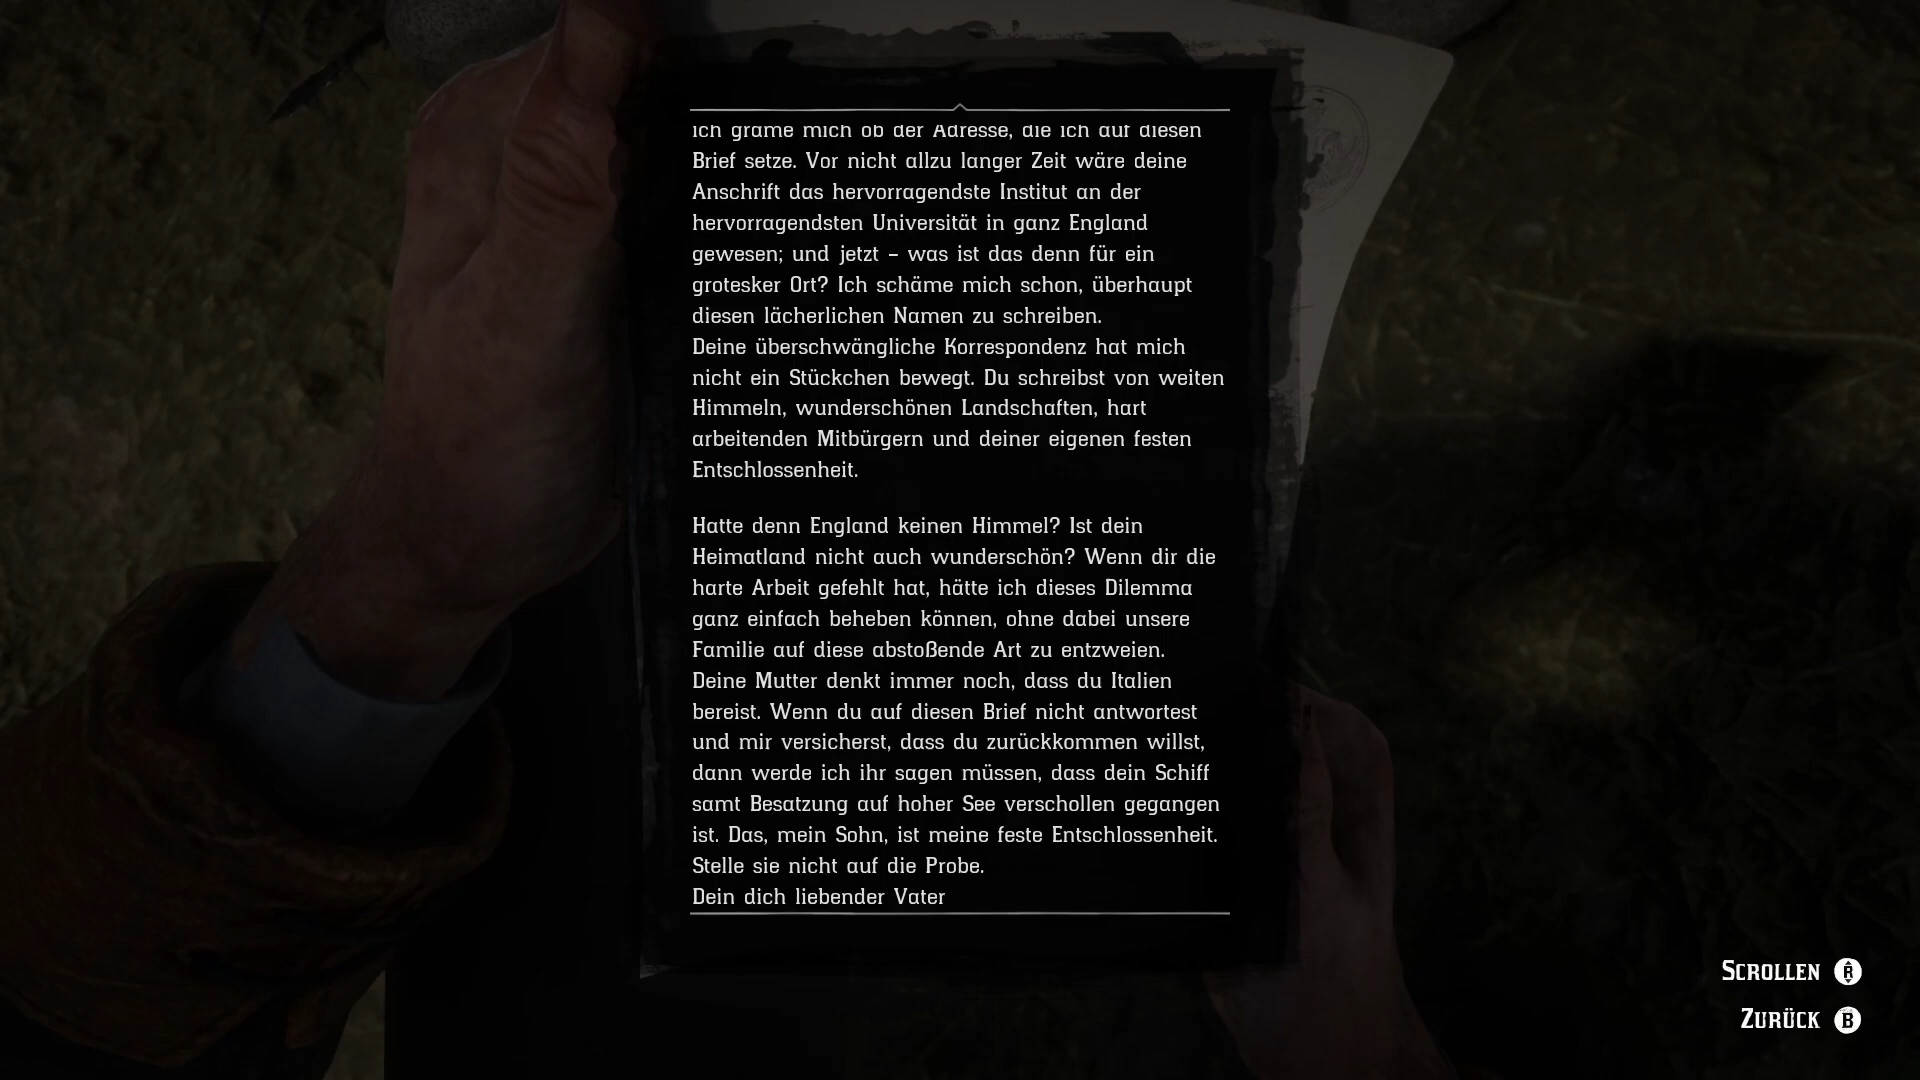 ich gräme mich ob der Adresse, die ich auf diesen
Brief setze. Vor nicht allzu langer Zeit wäre deine
Anschrift das hervorragendste Institut an der
hervorragendsten Universität in ganz England
gewesen; und jetzt – was ist das denn für ein
grotesker Ort? Ich schäme mich schon, überhaupt
diesen lächerlichen Namen zu schreiben.
Deine überschwängliche Korrespondenz hat mich
nicht ein Stückchen bewegt. Du schreibst von weiten
Himmeln, wunderschönen Landschaften, hart
arbeitenden Mitbürgern und deiner eigenen festen
Entschlossenheit.
Hatte denn England keinen Himmel? Ist dein
Heimatland nicht auch wunderschön? Wenn dir die
harte Arbeit gefehlt hat, hätte ich dieses Dilemma
ganz einfach beheben können, ohne dabei unsere
Familie auf diese abstoßende Art zu entzweien.
Deine Mutter denkt immer noch, dass du Italien
bereist. Wenn du auf diesen Brief nicht antwortest
und mir versicherst, dass du zurückkommen willst,
dann werde ich ihr sagen müssen, dass dein Schiff
samt Besatzung auf hoher See verschollen gegangen
ist. Das, mein Sohn, ist meine feste Entschlossenheit.
Stelle sie nicht auf die Probe.
Dein dich liebender Vater
SCROLLEN R
ZURÜCK B